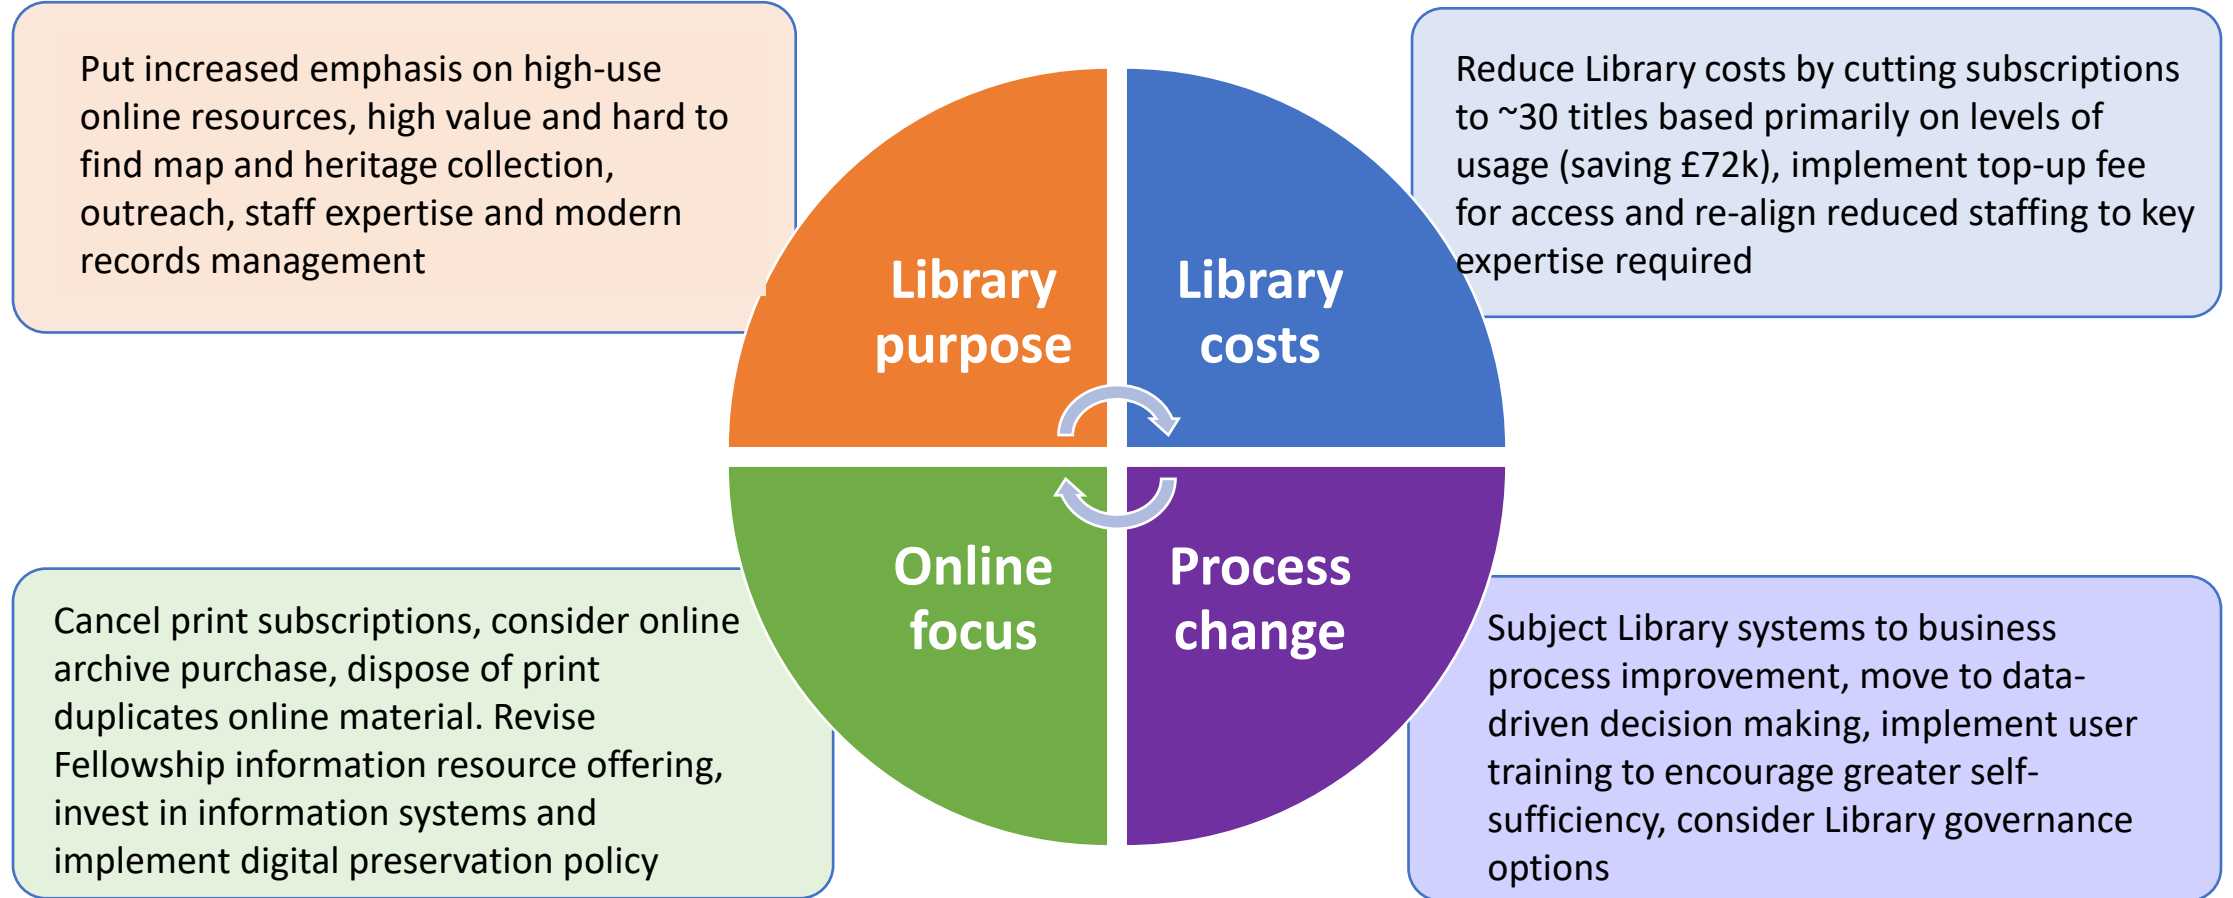 Put increased emphasis on high-use
online resources, high value and hard to
find map and heritage collection,
outreach, staff expertise and modern
records management
Reduce Library costs by cutting subscriptions
to ~30 titles based primarily on levels of
usage (saving £72k), implement top-up fee
for access and re-align reduced staffing to key
expertise required
Library
purpose
Library
costs
Online
focus
Process
change
Cancel print subscriptions, consider online
archive purchase, dispose of print
duplicates online material. Revise
Fellowship information resource offering,
invest in information systems and
implement digital preservation policy
Subject Library systems to business
process improvement, move to data-
driven decision making, implement user
training to encourage greater self-
sufficiency, consider Library governance
options